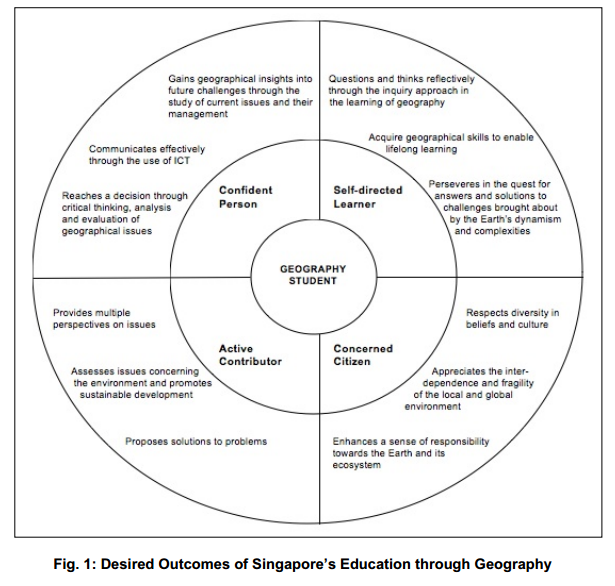 Gains geographical insights into
future challenges through the
study of current issues and their
management
Communicates effectively
through the use of ICT
Reaches a decision through
critical thinking, analysis
and evaluation of
geographical issues
Confident
Person
Questions and thinks reflectively
through the inquiry approach in
the learning of geography
Acquire geographical skills to enable
lifelong learning
Perseveres in the quest for
answers and solutions to
challenges brought about
by the Earth's dynamism
and complexities
Self-directed
Learner
GEOGRAPHY
STUDENT
Provides multiple
perspectives on issues
Assesses issues concerning
the environment and promotes
sustainable development
Proposes solutions to problems
Active
Contributor
Concerned
Citizen
Respects diversity in
beliefs and culture
Appreciates the inter-
dependence and fragility
of the local and global
environment
Enhances a sense of responsibility
towards the Earth and its
ecosystem
Fig. 1: Desired Outcomes of Singapore's Education through Geography